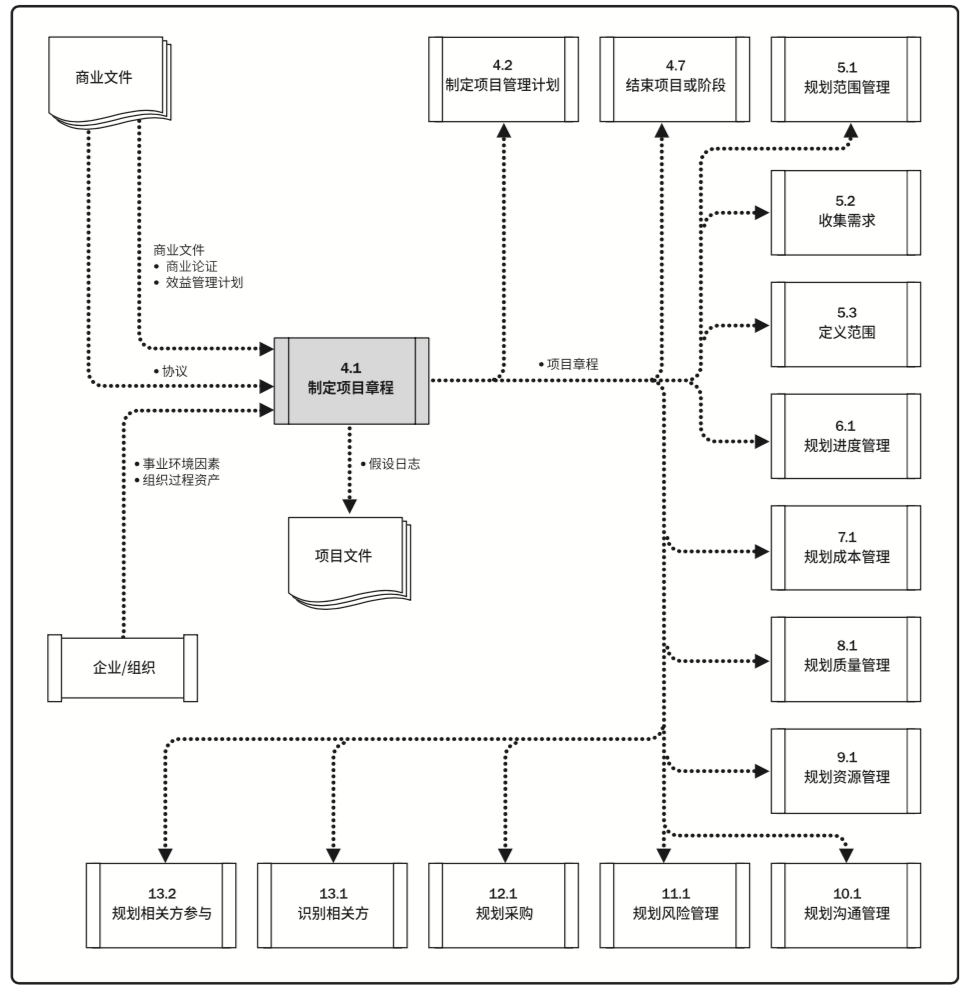 商业文件
4.2
制定项目管理计划
4.7
结束项目或阶段
5.1
规划范围管理
5.2
收集需求
商业文件
• 商业论证
• 效益管理计划
5.3
定义范围
• 协议
4.1
制定项目章程
• 项目章程
6.1
规划进度管理
• 事业环境因素
• 组织过程资产
• 假设日志
项目文件
7.1
规划成本管理
企业/组织
8.1
规划质量管理
9.1
规划资源管理
13.2
规划相关方参与
13.1
识别相关方
12.1
规划采购
11.1
规划风险管理
10.1
规划沟通管理